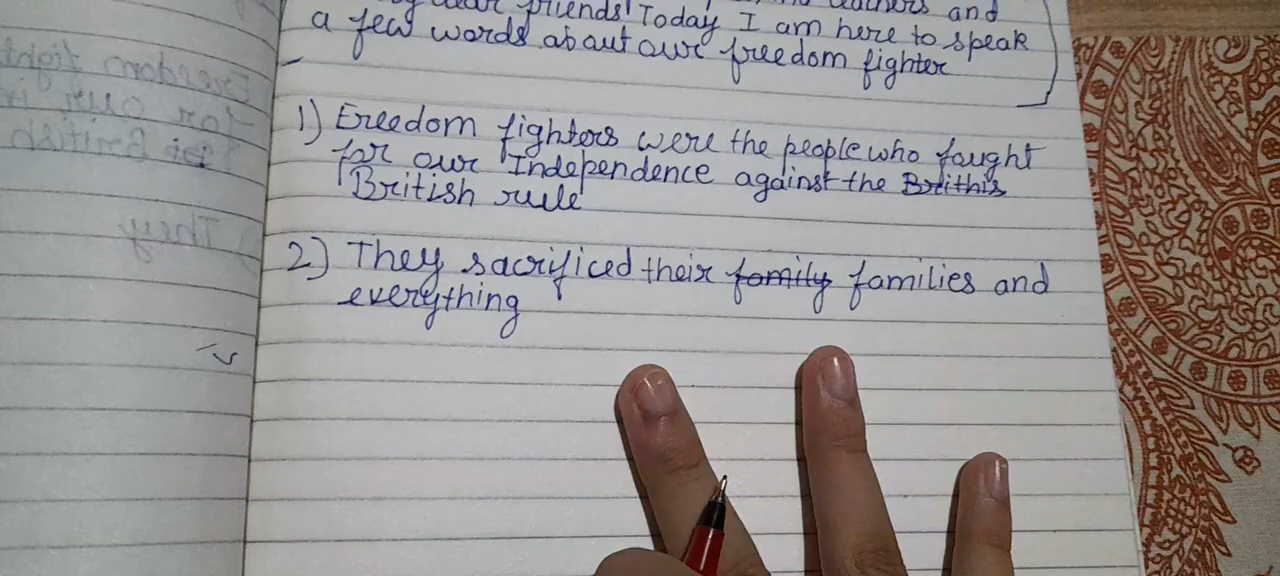 friends! Today I am here to speak
a few words about our freedom fighter
1) Freedom fighters were the people who fought
for our Independence against the Brithis
British rule
2) They sacrificed their family families and
everything